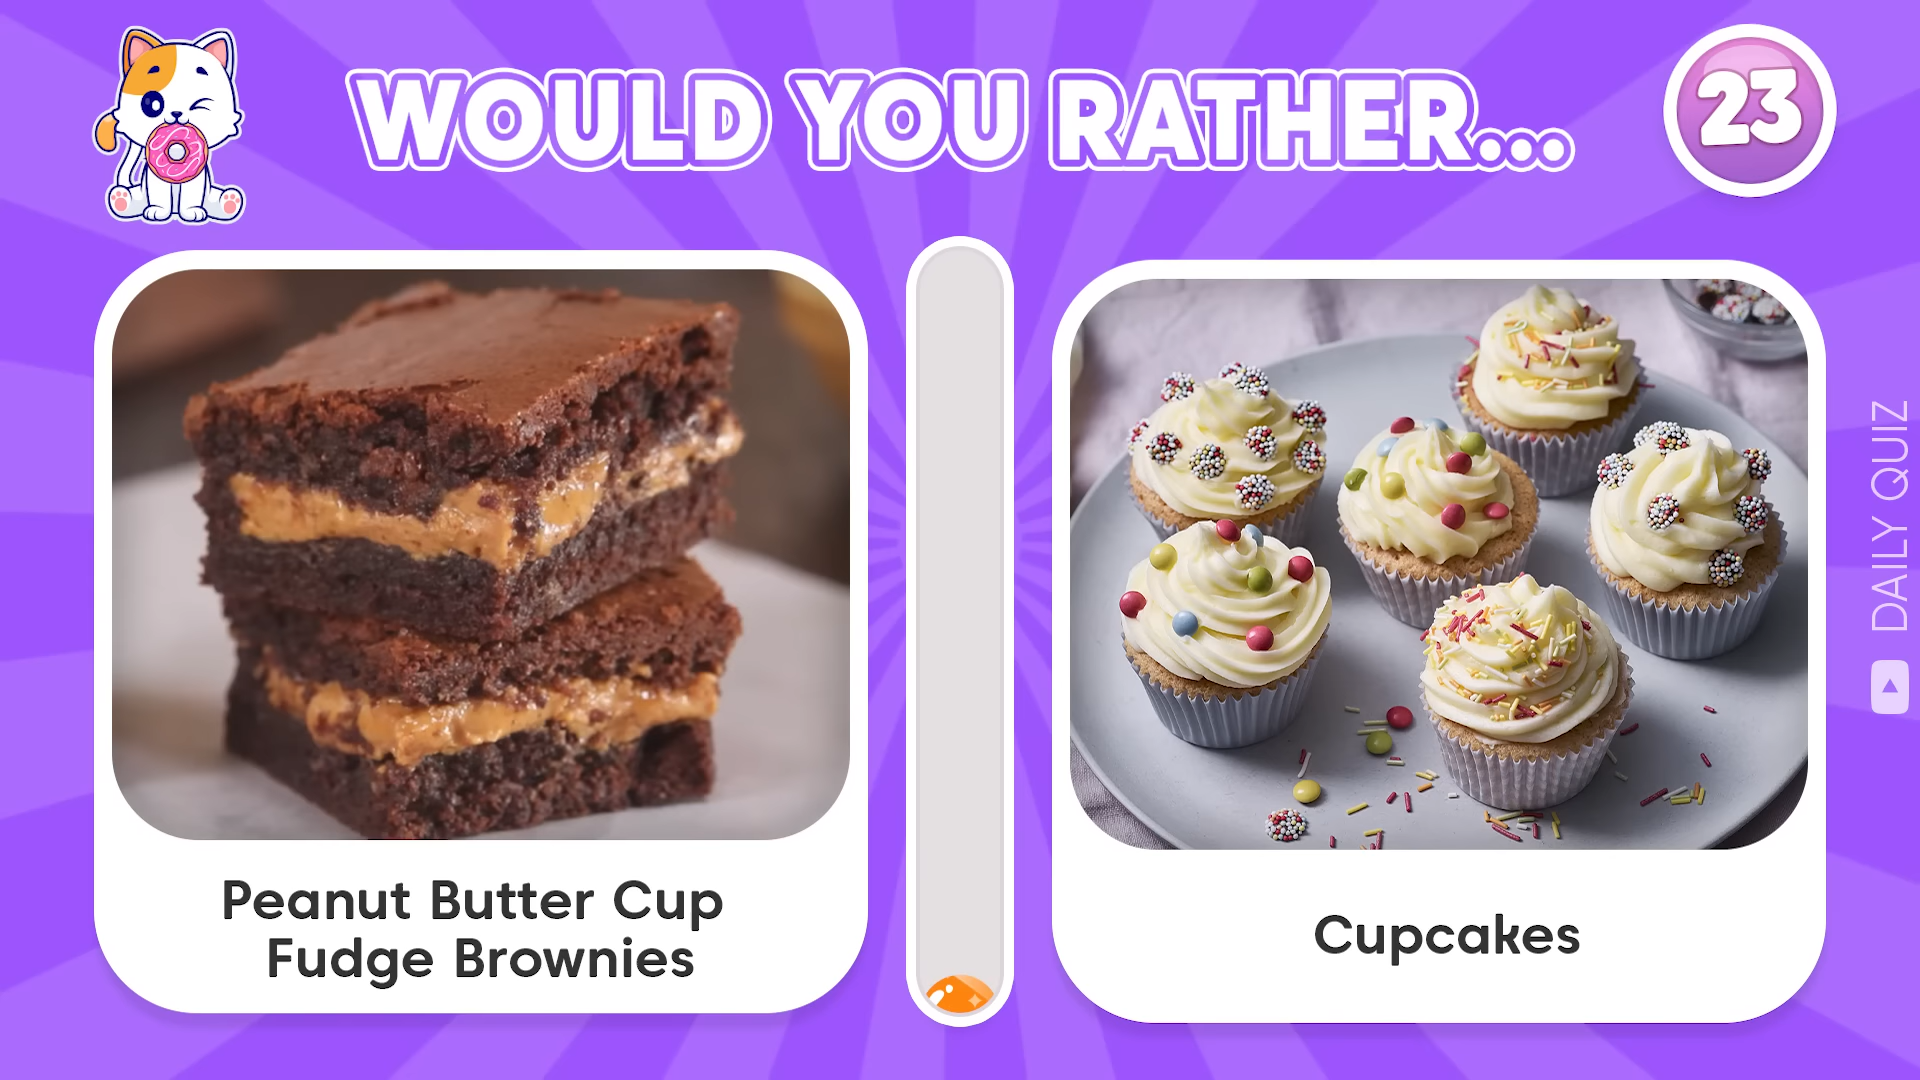 WOULD YOU RATHER...
23
Peanut Butter Cup
Fudge Brownies
Cupcakes
DAILY QUIZ